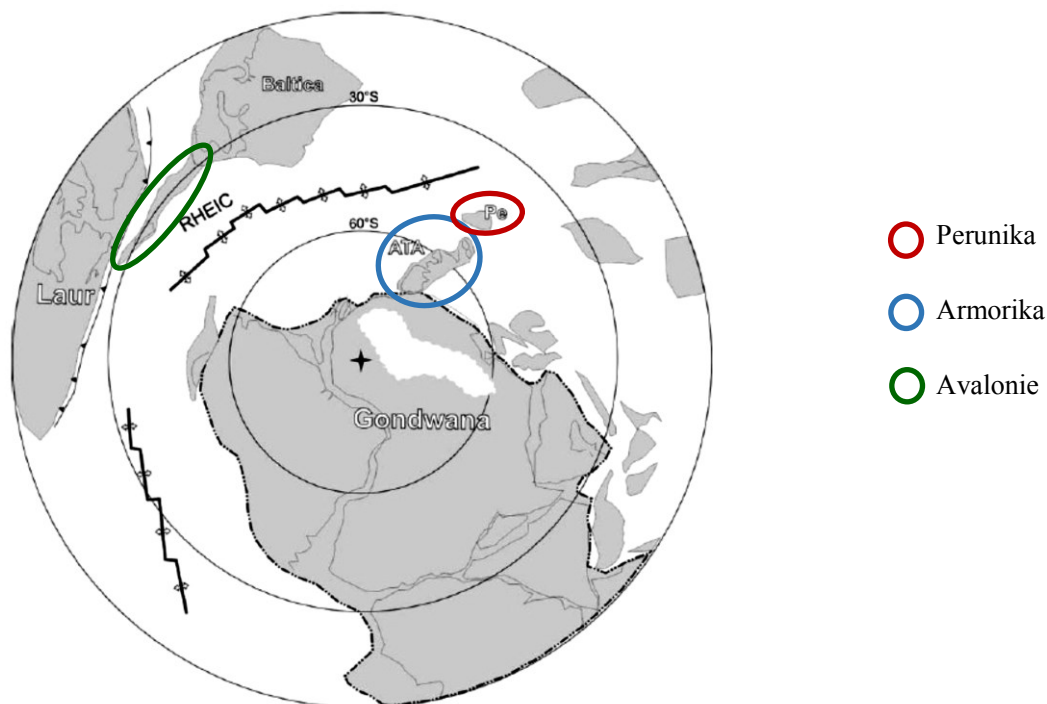 Baltica
30°S
RHEIC
Pe
60°S
ATA
Laur
Gondwana
Perunika
Armorika
Avalonie